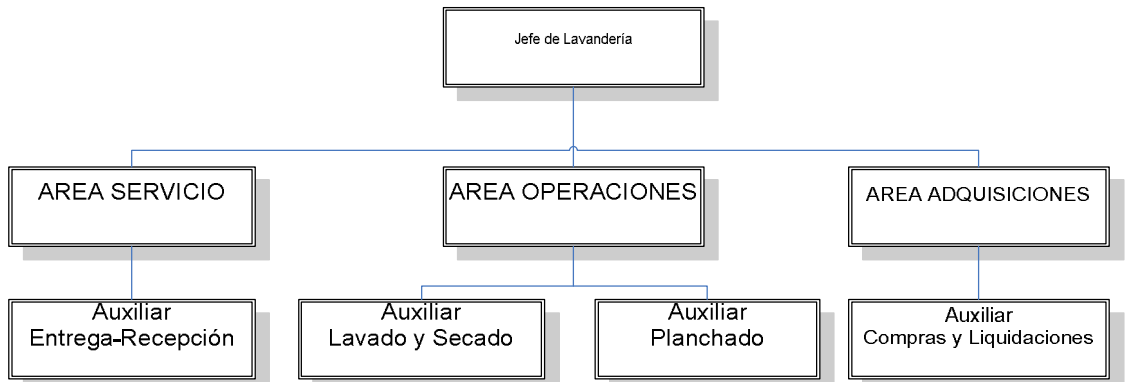 Jefe de Lavandería
AREA SERVICIO
AREA OPERACIONES
AREA ADQUISICIONES
Auxiliar
Entrega-Recepción
Auxiliar
Lavado y Secado
Auxiliar
Planchado
Auxiliar
Compras y Liquidaciones